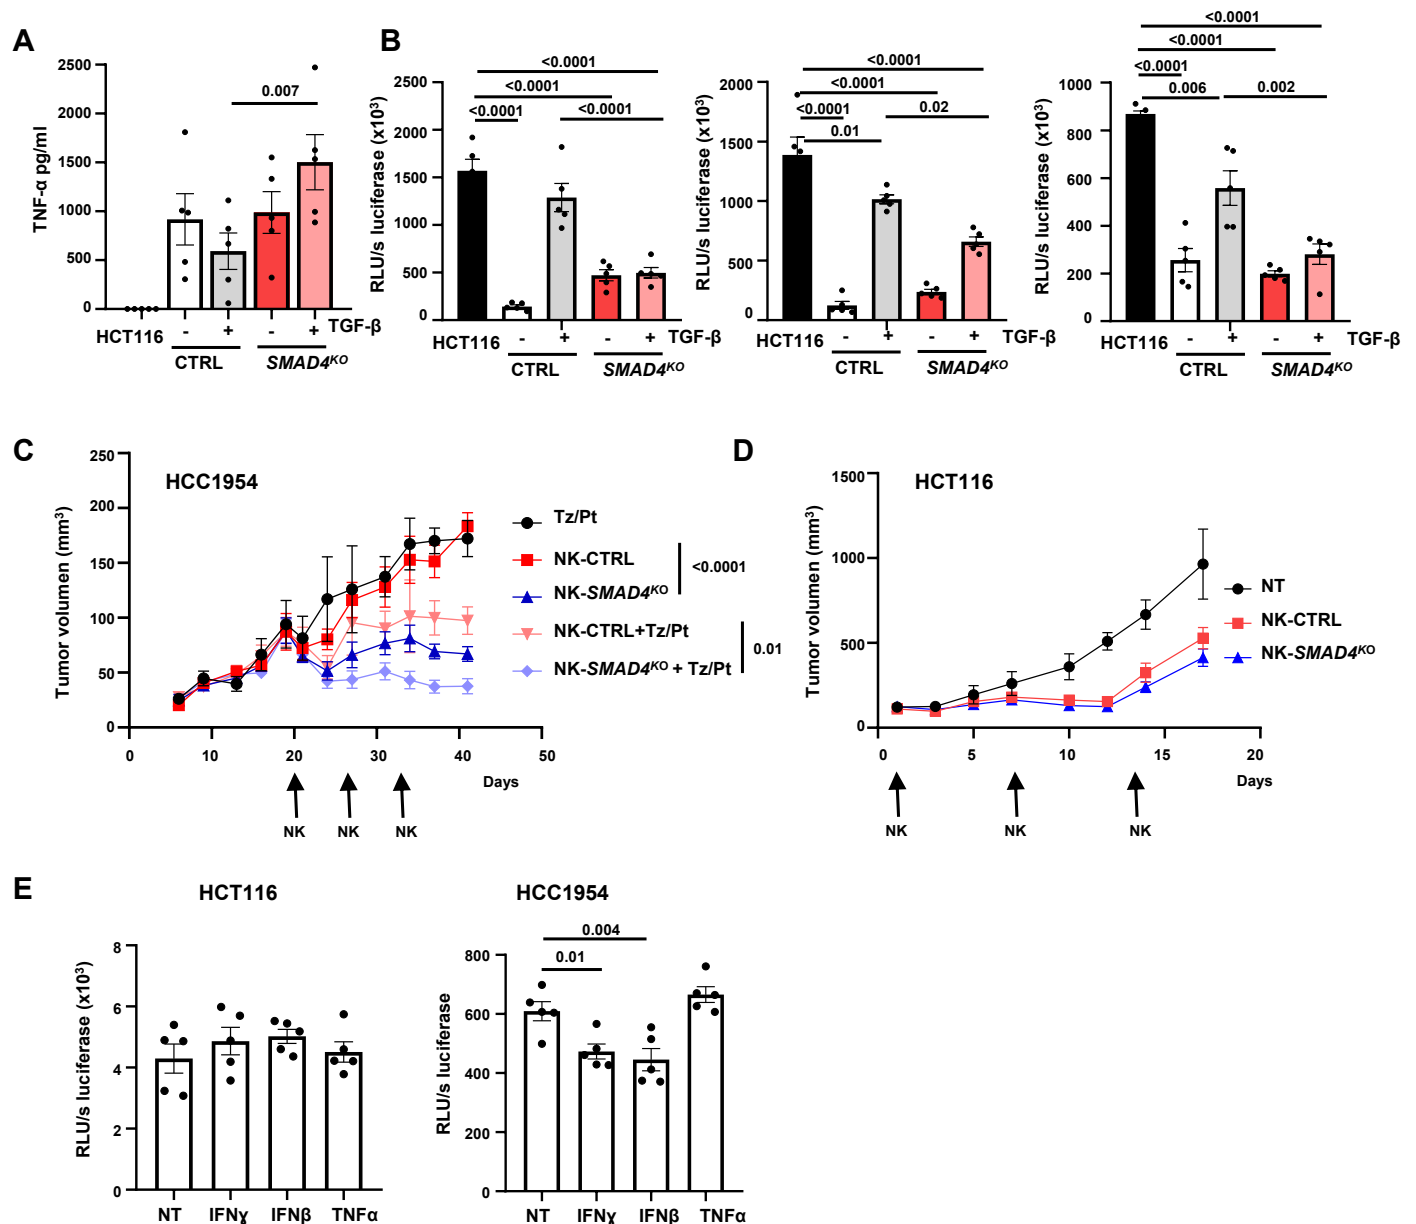 A
TNF-α pg/ml
2500
2000
1500
1000
500
0
0.007
HCT116
-
+
-
+
TGF-β
CTRL
SMAD4KO
B
RLU/s luciferase (x10³)
2500
2000
1500
1000
500
0
<0.0001
<0.0001
<0.0001
<0.0001
HCT116
-
+
-
+
TGF-β
CTRL
SMAD4KO
RLU/s luciferase (x10³)
2000
1500
1000
500
0
<0.0001
<0.0001
<0.0001
0.02
0.01
HCT116
-
+
-
+
TGF-β
CTRL
SMAD4KO
RLU/s luciferase (x10³)
1000
800
600
400
200
0
<0.0001
<0.0001
<0.0001
0.006
0.002
HCT116
-
+
-
+
TGF-β
CTRL
SMAD4KO
C
HCC1954
Tumor volumen (mm³)
250
200
150
100
50
0
0
10
20
30
40
50
Days
NK
NK
NK
Tz/Pt
NK-CTRL
NK-SMAD4KO
<0.0001
NK-CTRL+Tz/Pt
NK-SMAD4KO + Tz/Pt
0.01
D
HCT116
Tumor volumen (mm³)
1500
1000
500
0
0
5
10
15
20
Days
NK
NK
NK
NT
NK-CTRL
NK-SMAD4KO
E
HCT116
RLU/s luciferase (x10³)
8
6
4
2
0
NT
IFNɣ
IFNβ
TNFα
HCC1954
RLU/s luciferase
800
600
400
200
0
0.004
0.01
NT
IFNɣ
IFNβ
TNFα